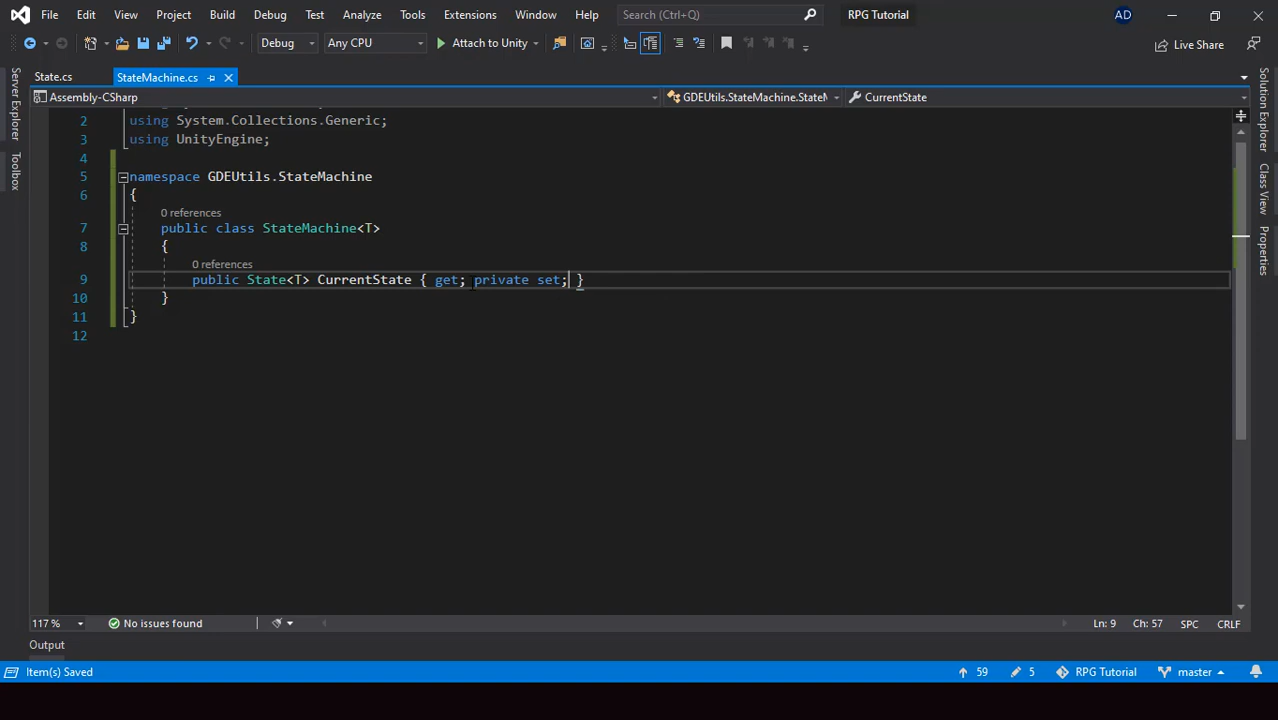 File Edit View Project Build Debug Test Analyze Tools Extensions Window Help Search (Ctrl+Q) RPG Tutorial AD
Debug Any CPU Attach to Unity Live Share
State.cs StateMachine.cs
Assembly-CSharp GDEUtils.StateMachine.StateM CurrentState
2 using System.Collections.Generic;
3 using UnityEngine;
4
5 namespace GDEUtils.StateMachine
6 {
0 references
7 public class StateMachine<T>
8 {
0 references
9 public State<T> CurrentState { get; private set; }
10 }
11 }
12
Server Explorer
Toolbox
Solution Explorer
Class View
Properties
117 % No issues found Ln: 9 Ch: 57 SPC CRLF
Output
Item(s) Saved 59 5 RPG Tutorial master